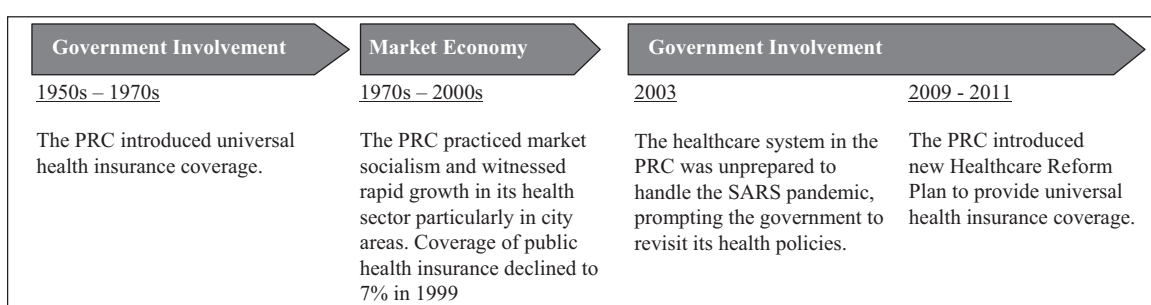 Government Involvement
1950s – 1970s
The PRC introduced universal
health insurance coverage.
Market Economy
1970s – 2000s
The PRC practiced market
socialism and witnessed
rapid growth in its health
sector particularly in city
areas. Coverage of public
health insurance declined to
7% in 1999
Government Involvement
2003
The healthcare system in the
PRC was unprepared to
handle the SARS pandemic,
prompting the government to
revisit its health policies.
2009 - 2011
The PRC introduced
new Healthcare Reform
Plan to provide universal
health insurance coverage.